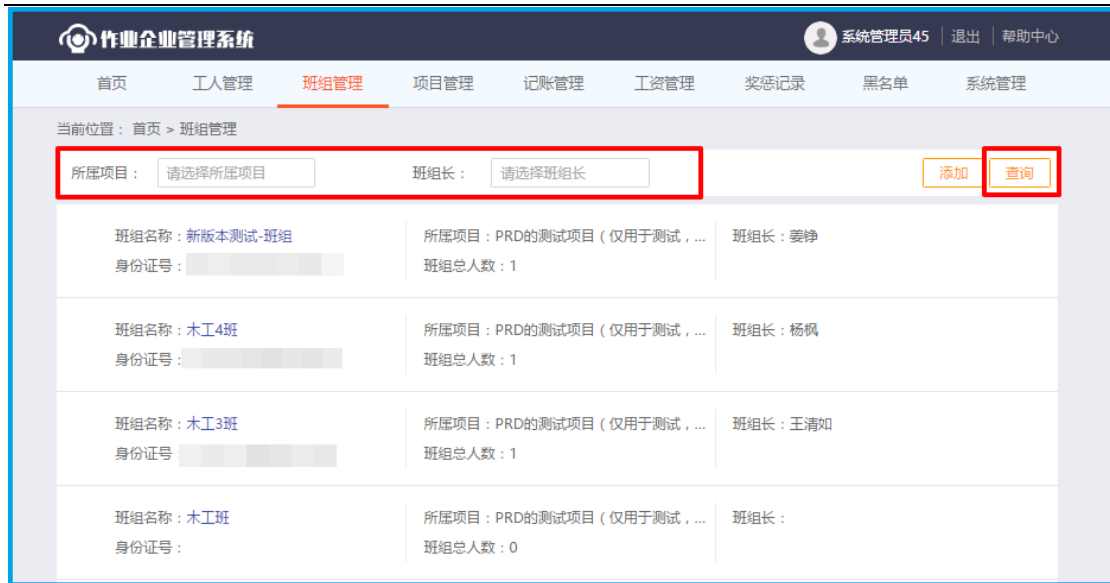 作业企业管理系统 系统管理员45 退出 帮助中心
首页 工人管理 班组管理 项目管理 记账管理 工资管理 奖惩记录 黑名单 系统管理
当前位置： 首页 > 班组管理
所属项目： 请选择所属项目 班组长： 请选择班组长 添加 查询
班组名称：新版本测试-班组 所属项目：PRD的测试项目（仅用于测试，... 班组长：姜铮
身份证号： 班组总人数：1
班组名称：木工4班 所属项目：PRD的测试项目（仅用于测试，... 班组长：杨枫
身份证号： 班组总人数：1
班组名称：木工3班 所属项目：PRD的测试项目（仅用于测试，... 班组长：王清如
身份证号 班组总人数：1
班组名称：木工班 所属项目：PRD的测试项目（仅用于测试，... 班组长：
身份证号： 班组总人数：0